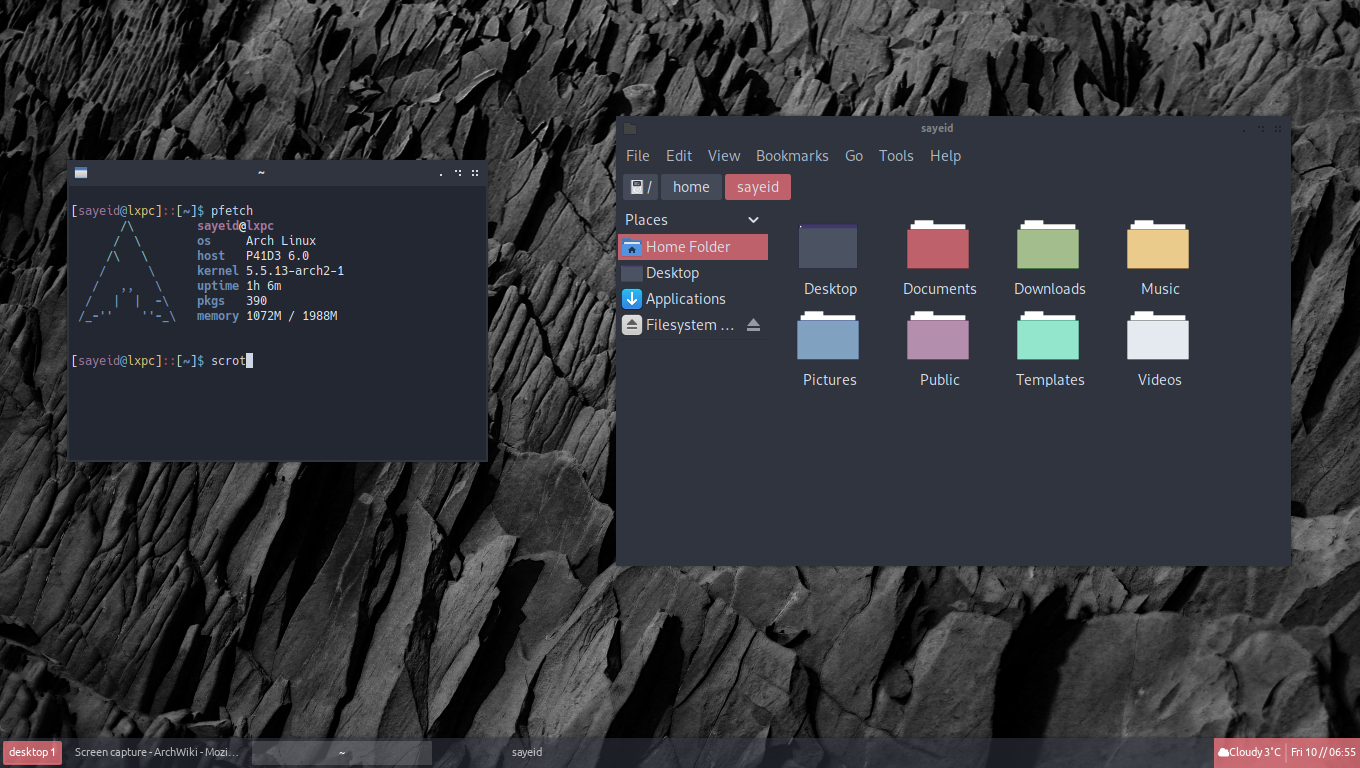 ~
[sayeid@lxpc]::[~]$ pfetch
sayeid@lxpc
os Arch Linux
host P41D3 6.0
kernel 5.5.13-arch2-1
uptime 1h 6m
pkgs 390
memory 1072M / 1988M
[sayeid@lxpc]::[~]$ scrot
sayeid
File Edit View Bookmarks Go Tools Help
/ home sayeid
Places
Home Folder
Desktop
Applications
Filesystem ...
Desktop Documents Downloads Music
Pictures Public Templates Videos
desktop 1 Screen capture - ArchWiki - Mozi... ~ sayeid Cloudy 3°C Fri 10 // 06:55